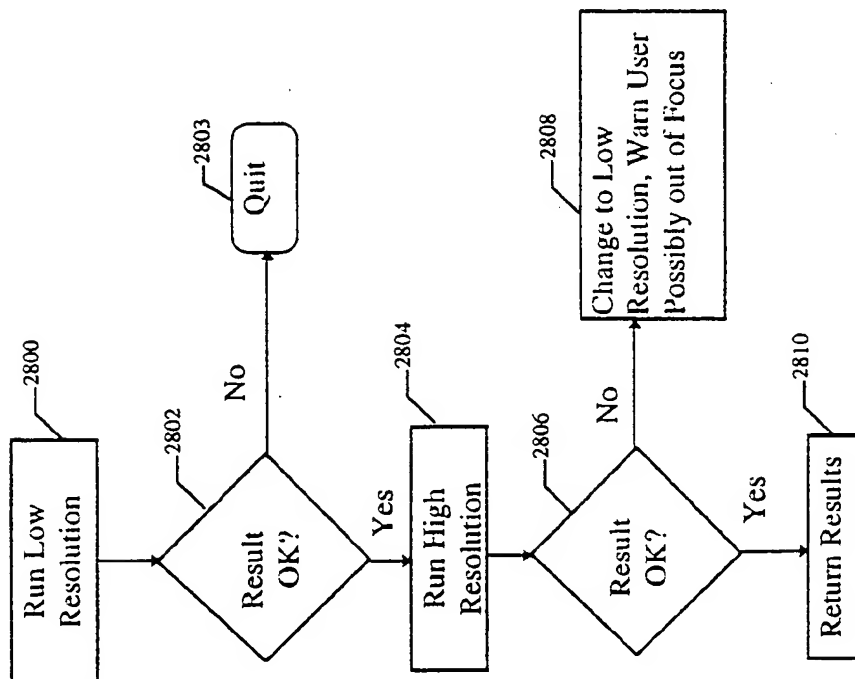 2800
Run Low
Resolution
2802
Result
OK?
No
2803
Quit
Yes
2804
Run High
Resolution
2806
Result
OK?
No
2808
Change to Low
Resolution, Warn User
Possibly out of Focus
Yes
2810
Return Results